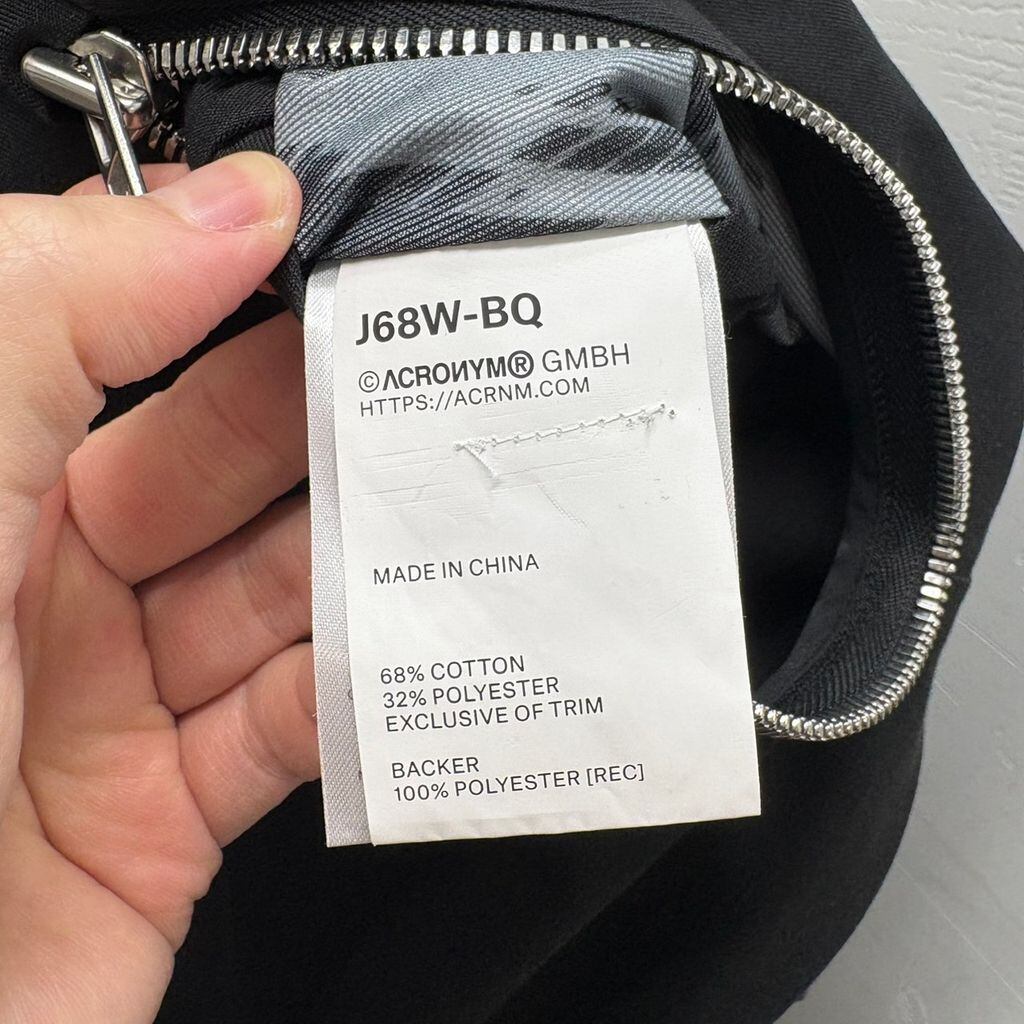 J68W-BQ
©ΛCROИYM® GMBH
HTTPS://ACRNM.COM
MADE IN CHINA
68% COTTON
32% POLYESTER
EXCLUSIVE OF TRIM
BACKER
100% POLYESTER [REC]